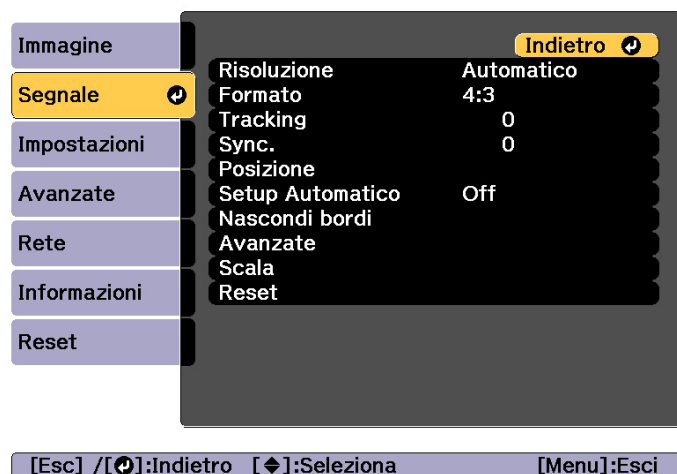 Immagine
Segnale
Impostazioni
Avanzate
Rete
Informazioni
Reset
Indietro
Risoluzione Automatico
Formato 4:3
Tracking 0
Sync. 0
Posizione
Setup Automatico Off
Nascondi bordi
Avanzate
Scala
Reset
[Esc] /[ ]:Indietro [ ]:Seleziona [Menu]:Esci